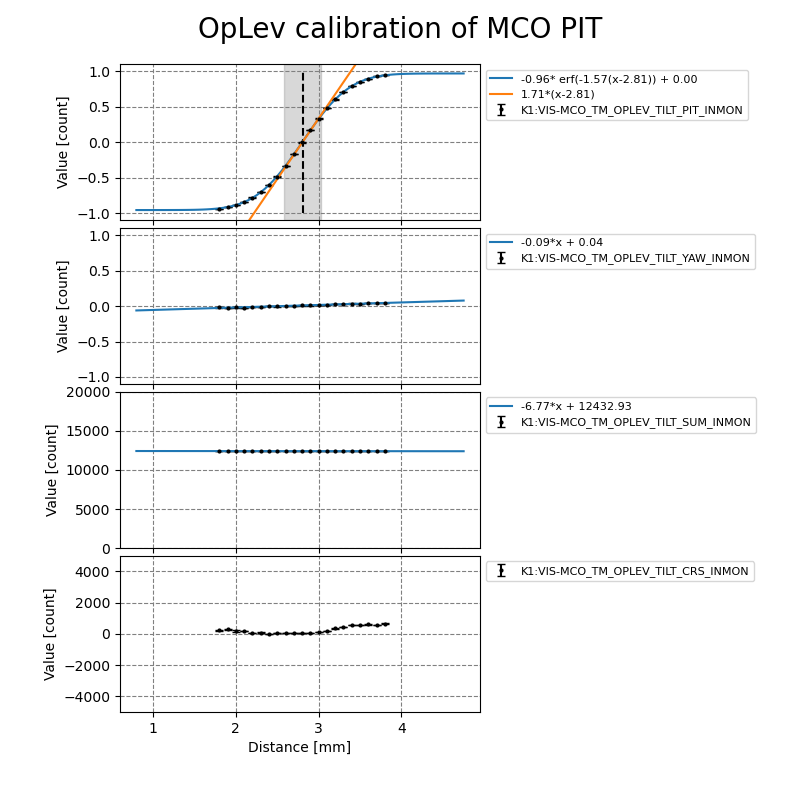 OpLev calibration of MCO PIT
1.0
0.5
0.0
−0.5
−1.0
Value [count]
-0.96* erf(-1.57(x-2.81)) + 0.00
1.71*(x-2.81)
K1:VIS-MCO_TM_OPLEV_TILT_PIT_INMON
1.0
0.5
0.0
−0.5
−1.0
Value [count]
-0.09*x + 0.04
K1:VIS-MCO_TM_OPLEV_TILT_YAW_INMON
20000
15000
10000
5000
0
Value [count]
-6.77*x + 12432.93
K1:VIS-MCO_TM_OPLEV_TILT_SUM_INMON
4000
2000
0
−2000
−4000
Value [count]
K1:VIS-MCO_TM_OPLEV_TILT_CRS_INMON
1 2 3 4
Distance [mm]